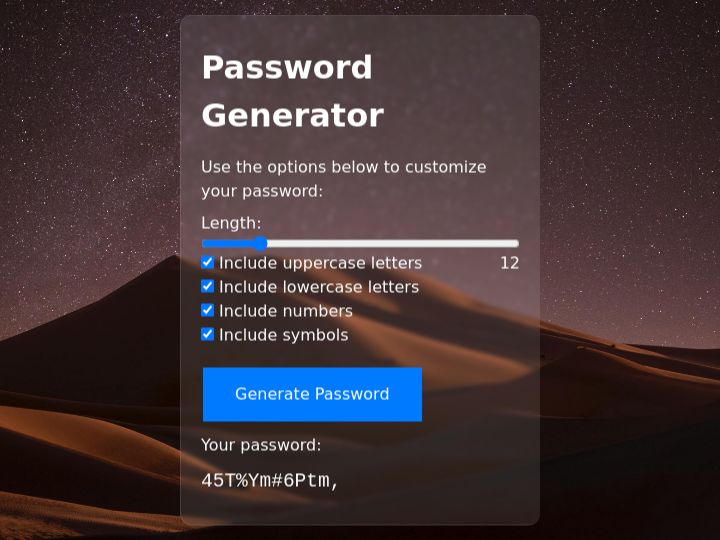 Password
Generator
Use the options below to customize
your password:
Length:
Include uppercase letters 12
Include lowercase letters
Include numbers
Include symbols
Generate Password
Your password:
45T%Ym#6Ptm,